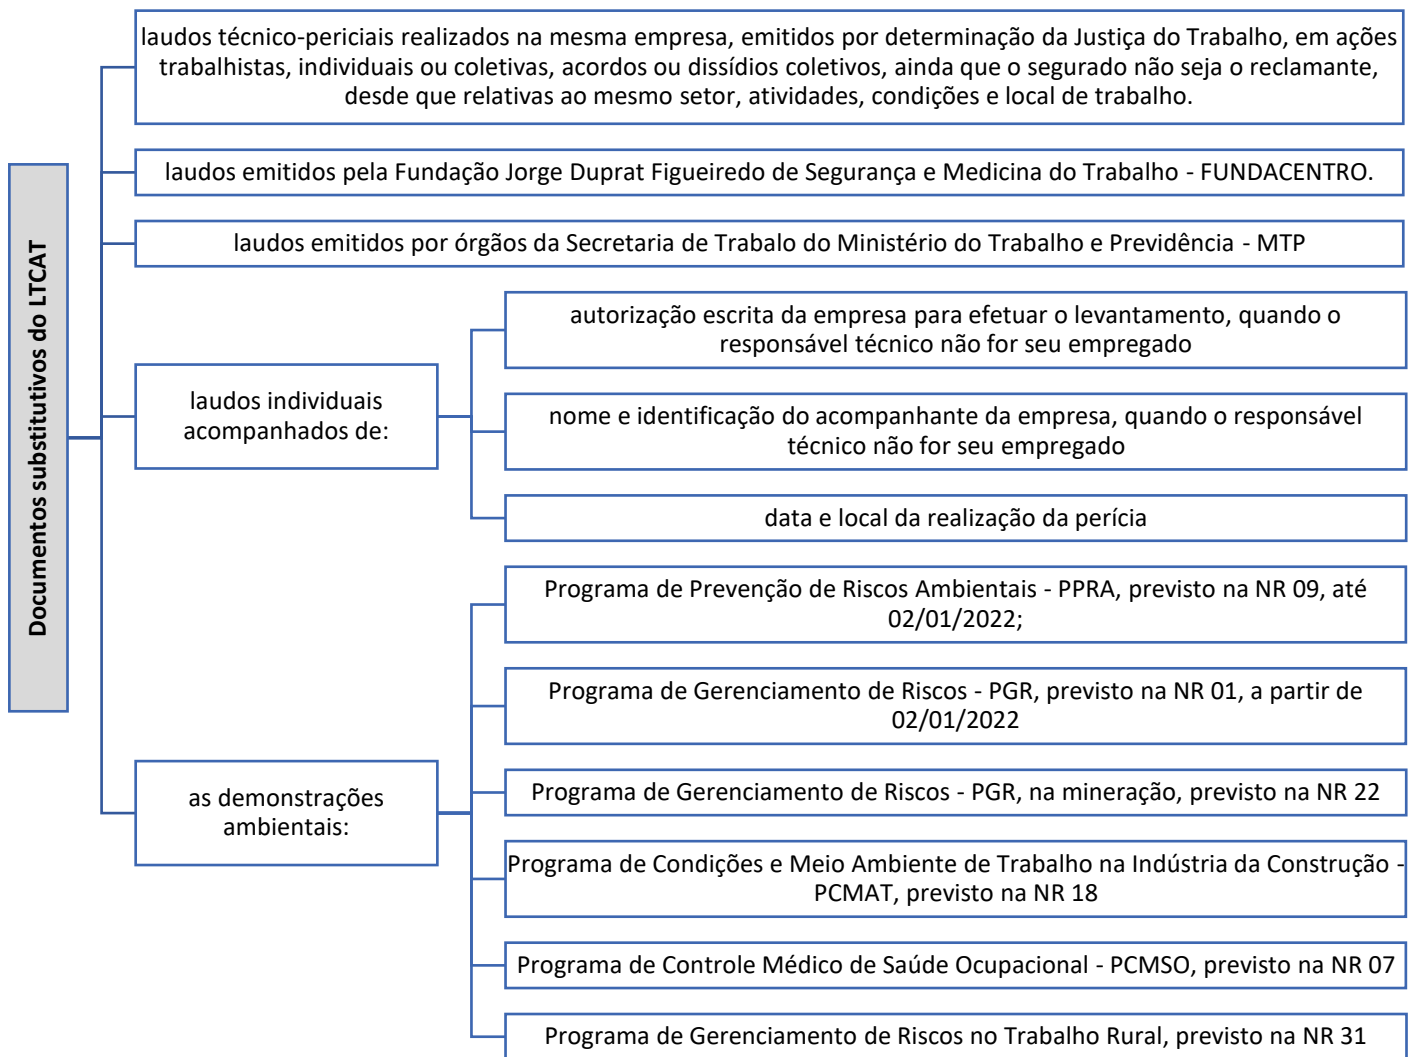 laudos técnico-periciais realizados na mesma empresa, emitidos por determinação da Justiça do Trabalho, em ações
trabalhistas, individuais ou coletivas, acordos ou dissídios coletivos, ainda que o segurado não seja o reclamante,
desde que relativas ao mesmo setor, atividades, condições e local de trabalho.
laudos emitidos pela Fundação Jorge Duprat Figueiredo de Segurança e Medicina do Trabalho - FUNDACENTRO.
laudos emitidos por órgãos da Secretaria de Trabalo do Ministério do Trabalho e Previdência - MTP
Documentos substitutivos do LTCAT
laudos individuais
acompanhados de:
autorização escrita da empresa para efetuar o levantamento, quando o
responsável técnico não for seu empregado
nome e identificação do acompanhante da empresa, quando o responsável
técnico não for seu empregado
data e local da realização da perícia
as demonstrações
ambientais:
Programa de Prevenção de Riscos Ambientais - PPRA, previsto na NR 09, até
02/01/2022;
Programa de Gerenciamento de Riscos - PGR, previsto na NR 01, a partir de
02/01/2022
Programa de Gerenciamento de Riscos - PGR, na mineração, previsto na NR 22
Programa de Condições e Meio Ambiente de Trabalho na Indústria da Construção -
PCMAT, previsto na NR 18
Programa de Controle Médico de Saúde Ocupacional - PCMSO, previsto na NR 07
Programa de Gerenciamento de Riscos no Trabalho Rural, previsto na NR 31